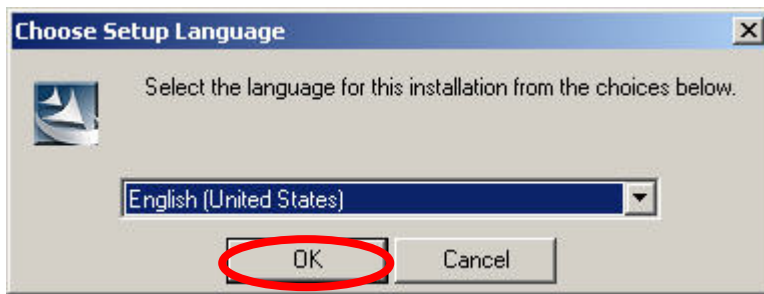 Choose Setup Language
Select the language for this installation from the choices below.
English (United States)
OK
Cancel